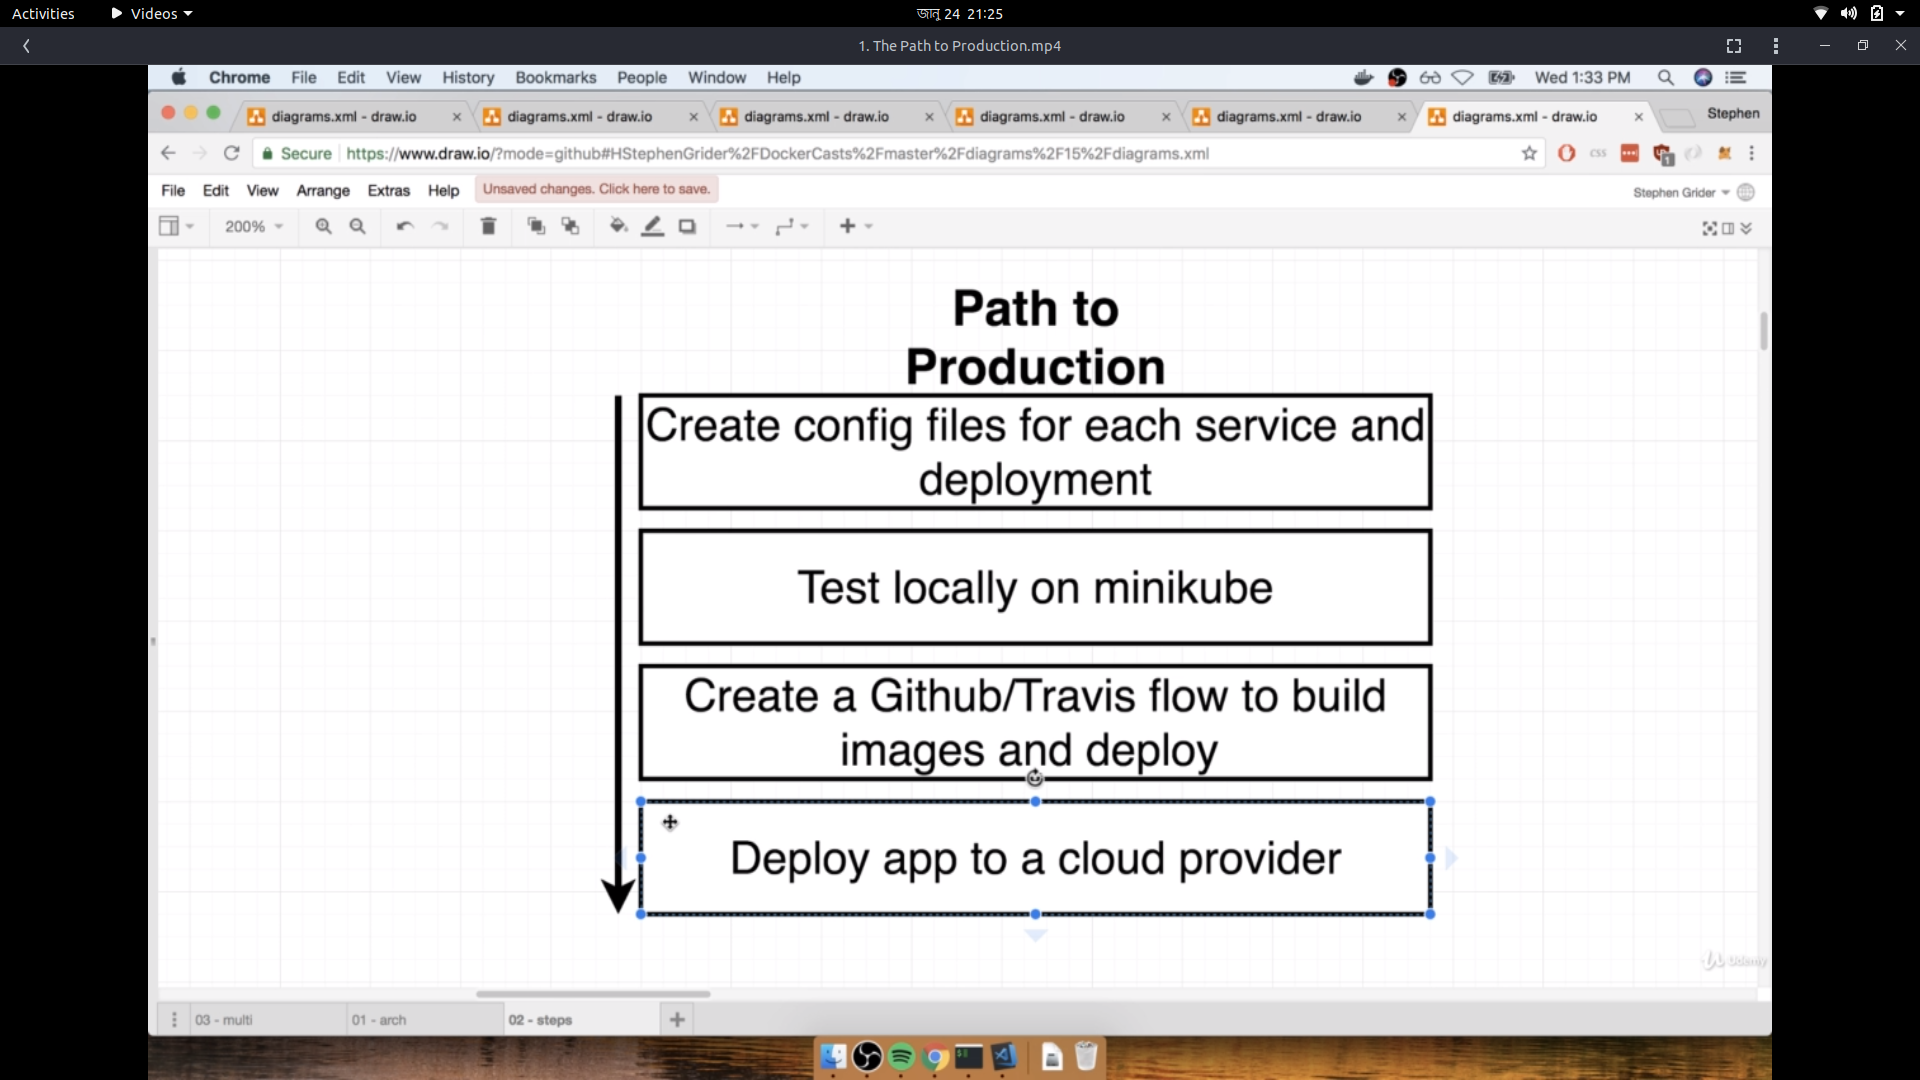 Activities
Videos
জানু 24 21:25
1. The Path to Production.mp4
Chrome File Edit View History Bookmarks People Window Help
Wed 1:33 PM
diagrams.xml - draw.io
diagrams.xml - draw.io
diagrams.xml - draw.io
diagrams.xml - draw.io
diagrams.xml - draw.io
diagrams.xml - draw.io
Stephen
Secure https://www.draw.io/?mode=github#HStephenGrider%2FDockerCasts%2Fmaster%2Fdiagrams%2F15%2Fdiagrams.xml
css
1
File Edit View Arrange Extras Help
Unsaved changes. Click here to save.
Stephen Grider
200%
Path to
Production
Create config files for each service and
deployment
Test locally on minikube
Create a Github/Travis flow to build
images and deploy
Deploy app to a cloud provider
Udemy
03 - multi
01 - arch
02 - steps